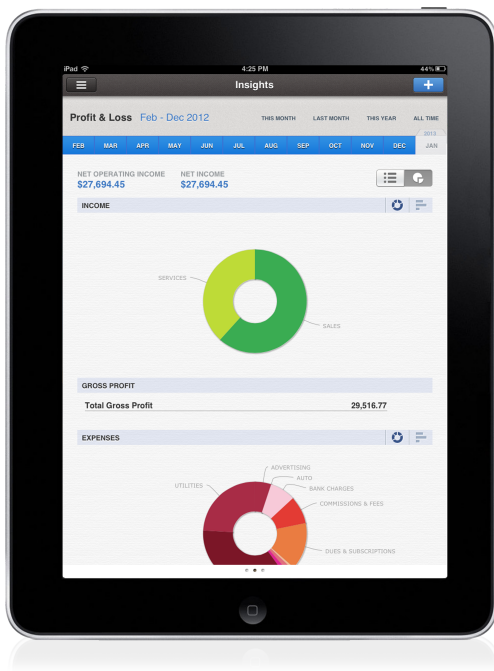 iPad 4:25 PM 44%
Insights +
Profit & Loss Feb - Dec 2012 THIS MONTH LAST MONTH THIS YEAR ALL TIME
2013
FEB MAR APR MAY JUN JUL AUG SEP OCT NOV DEC JAN
NET OPERATING INCOME NET INCOME
$27,694.45 $27,694.45
INCOME
SERVICES
SALES
GROSS PROFIT
Total Gross Profit 29,516.77
EXPENSES
ADVERTISING
AUTO
UTILITIES BANK CHARGES
COMMISSIONS & FEES
DUES & SUBSCRIPTIONS